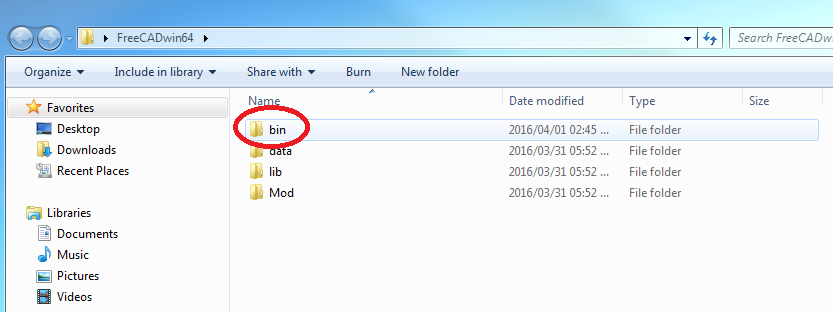 FreeCADwin64
Search FreeCADwi
Organize Include in library Share with Burn New folder
Favorites
Desktop
Downloads
Recent Places
Libraries
Documents
Music
Pictures
Videos
Name Date modified Type Size
bin 2016/04/01 02:45 ... File folder
data 2016/03/31 05:52 ... File folder
lib 2016/03/31 05:52 ... File folder
Mod 2016/03/31 05:52 ... File folder